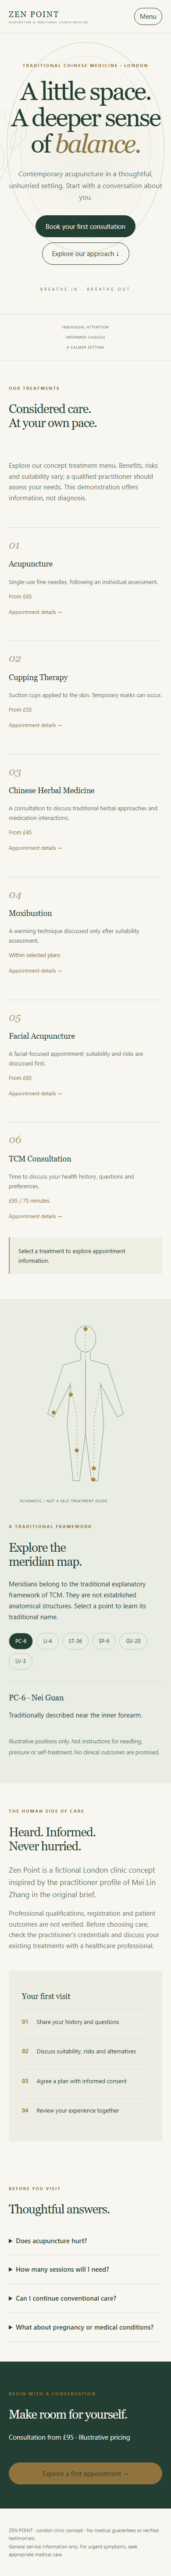 ZEN POINT
ACUPUNCTURE & TRADITIONAL CHINESE MEDICINE
Menu
TRADITIONAL CHINESE MEDICINE · LONDON
A little space.
A deeper sense
of balance.
Contemporary acupuncture in a thoughtful,
unhurried setting. Start with a conversation about
you.
Book your first consultation
Explore our approach ↓
BREATHE IN · BREATHE OUT
INDIVIDUAL ATTENTION
INFORMED CHOICES
A CALMER SETTING
OUR TREATMENTS
Considered care.
At your own pace.
Explore our concept treatment menu. Benefits, risks
and suitability vary; a qualified practitioner should
assess your needs. This demonstration offers
information, not diagnosis.
01
Acupuncture
Single-use fine needles, following an individual assessment.
From £65
Appointment details →
02
Cupping Therapy
Suction cups applied to the skin. Temporary marks can occur.
From £55
Appointment details →
03
Chinese Herbal Medicine
A consultation to discuss traditional herbal approaches and
medication interactions.
From £45
Appointment details →
04
Moxibustion
A warming technique discussed only after suitability
assessment.
Within selected plans
Appointment details →
05
Facial Acupuncture
A facial-focused appointment; suitability and risks are
discussed first.
From £85
Appointment details →
06
TCM Consultation
Time to discuss your health history, questions and
preferences.
£95 / 75 minutes
Appointment details →
Select a treatment to explore appointment
information.
SCHEMATIC / NOT A SELF-TREATMENT GUIDE
A TRADITIONAL FRAMEWORK
Explore the
meridian map.
Meridians belong to the traditional explanatory
framework of TCM. They are not established
anatomical structures. Select a point to learn its
traditional name.
PC-6
LI-4
ST-36
SP-6
GV-20
LV-3
PC-6 · Nei Guan
Traditionally described near the inner forearm.
Illustrative positions only. Not instructions for needling,
pressure or self-treatment. No clinical outcomes are promised.
THE HUMAN SIDE OF CARE
Heard. Informed.
Never hurried.
Zen Point is a fictional London clinic concept
inspired by the practitioner profile of Mei Lin
Zhang in the original brief.
Professional qualifications, registration and patient
outcomes are not verified. Before choosing care,
check the practitioner's credentials and discuss your
existing treatments with a healthcare professional.
Your first visit
01 Share your history and questions
02 Discuss suitability, risks and alternatives
03 Agree a plan with informed consent
04 Review your experience together
BEFORE YOU VISIT
Thoughtful answers.
▶ Does acupuncture hurt?
▶ How many sessions will I need?
▶ Can I continue conventional care?
▶ What about pregnancy or medical conditions?
BEGIN WITH A CONVERSATION
Make room for yourself.
Consultation from £95 · Illustrative pricing
Explore a first appointment →
ZEN POINT · London clinic concept · No medical guarantees or verified
testimonials.
General service information only. For urgent symptoms, seek
appropriate medical care.